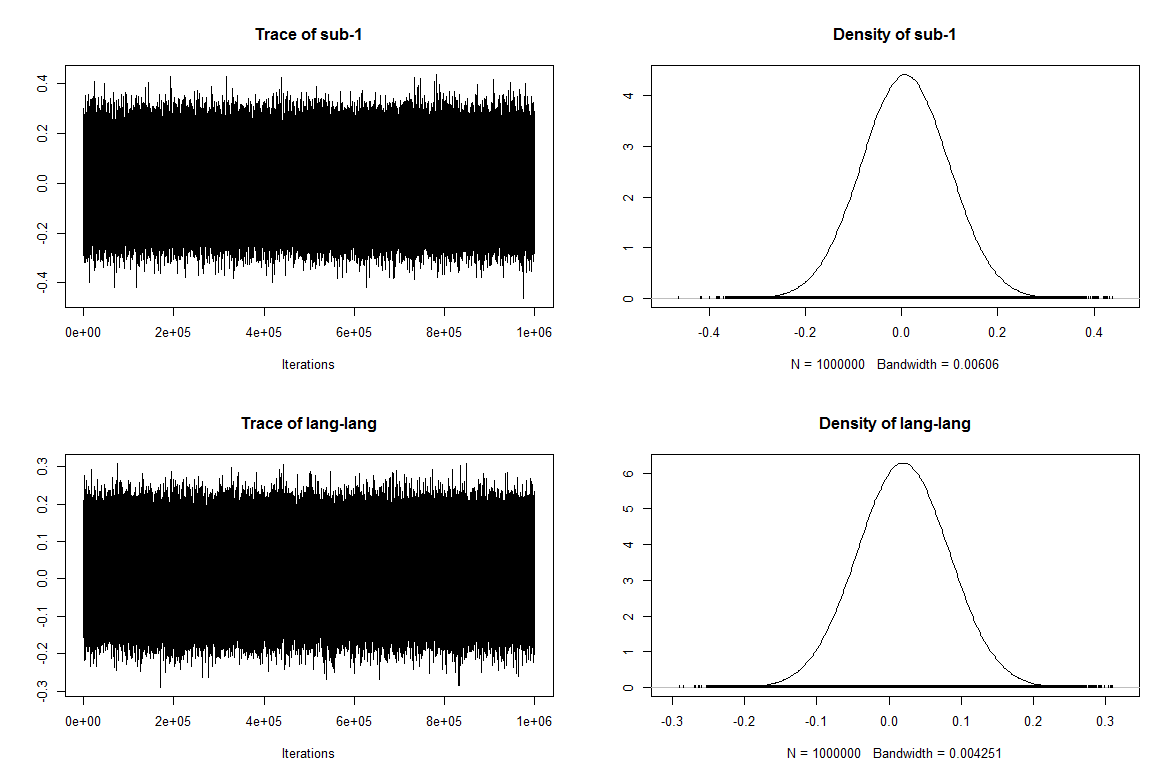 Trace of sub-1
0.4
0.2
0.0
-0.2
-0.4
0e+00 2e+05 4e+05 6e+05 8e+05 1e+06
Iterations
Density of sub-1
4
3
2
1
0
-0.4 -0.2 0.0 0.2 0.4
N = 1000000 Bandwidth = 0.00606
Trace of lang-lang
0.3
0.2
0.1
0.0
-0.1
-0.2
-0.3
0e+00 2e+05 4e+05 6e+05 8e+05 1e+06
Iterations
Density of lang-lang
6
5
4
3
2
1
0
-0.3 -0.2 -0.1 0.0 0.1 0.2 0.3
N = 1000000 Bandwidth = 0.004251